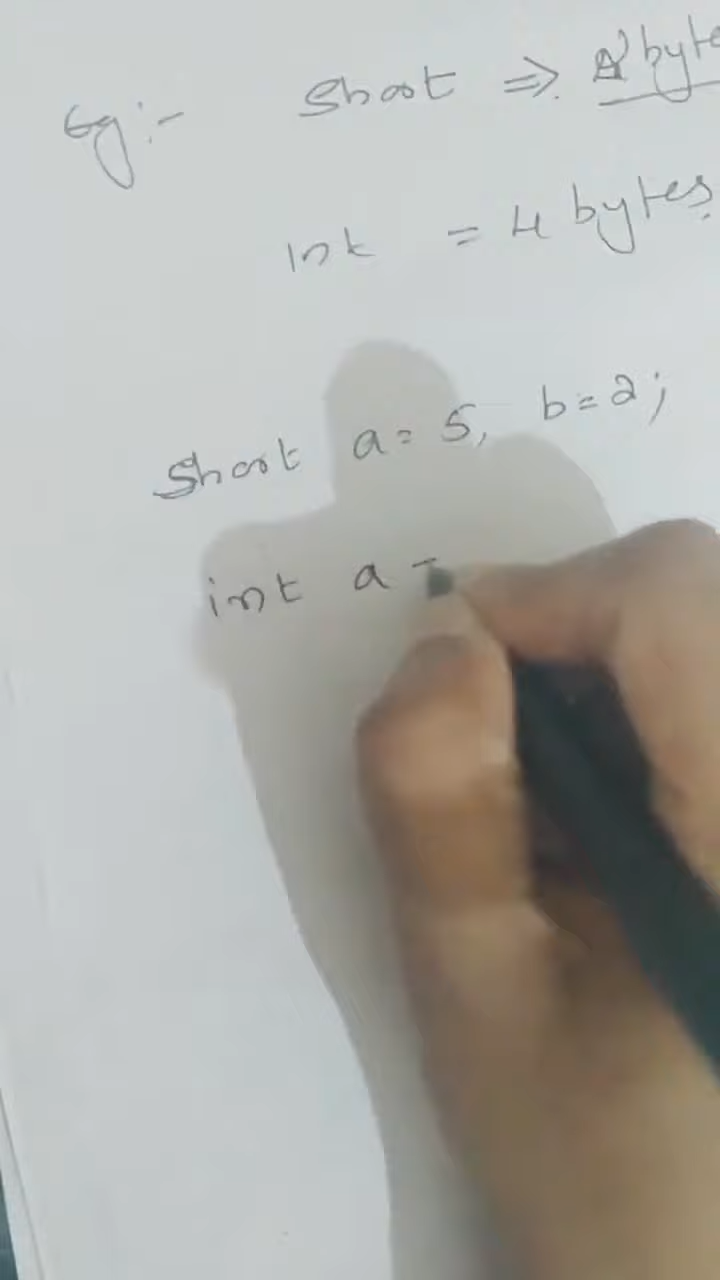 Eg:- Short ⇒ 2 byte
int = 4 bytes
Short a = 5, b = 2;
int a =